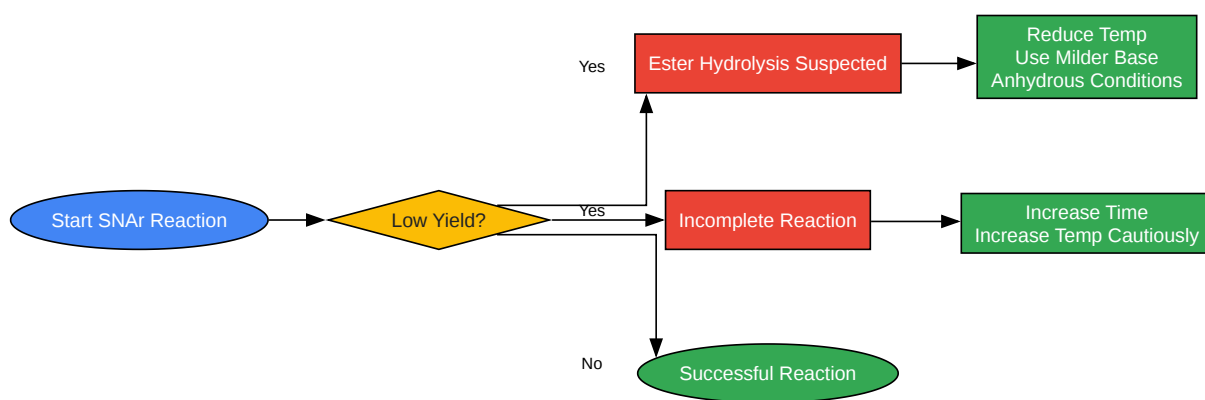 Start SNAr Reaction
Low Yield?
Yes
Ester Hydrolysis Suspected
Reduce Temp
Use Milder Base
Anhydrous Conditions
Yes
Incomplete Reaction
Increase Time
Increase Temp Cautiously
No
Successful Reaction